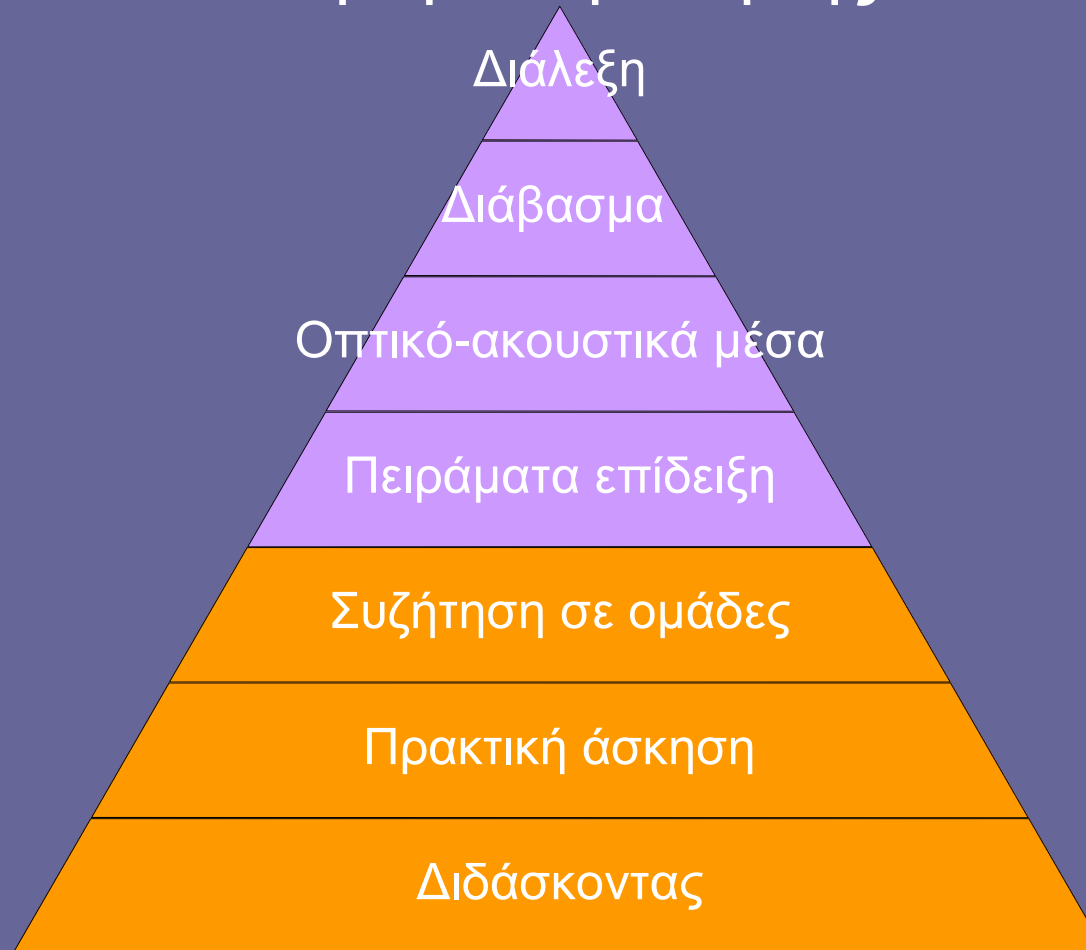 Διάλεξη
Διάβασμα
Οπτικό-ακουστικά μέσα
Πειράματα επίδειξη
Συζήτηση σε ομάδες
Πρακτική άσκηση
Διδάσκοντας